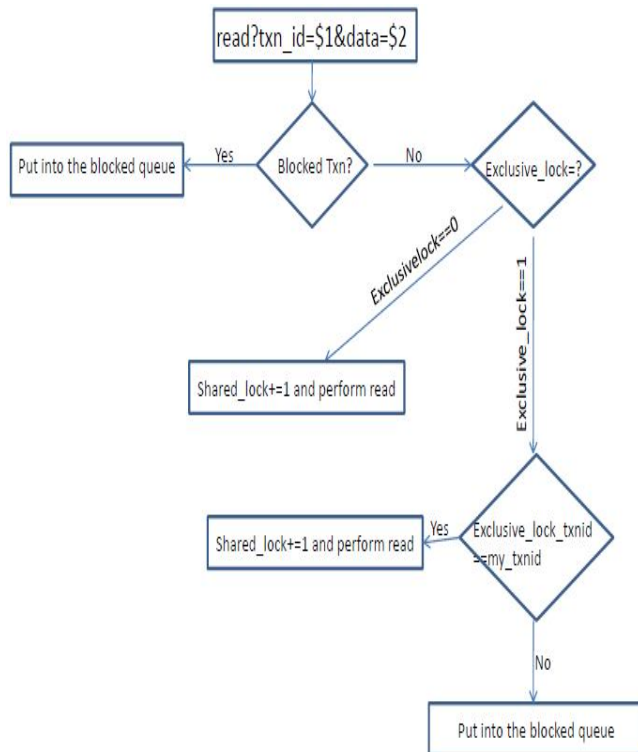 read?txn_id=$1&data=$2
Put into the blocked queue
Yes
Blocked Txn?
No
Exclusive_lock=?
Exclusivelock==0
Exclusive_lock==1
Shared_lock+=1 and perform read
Shared_lock+=1 and perform read
Yes
Exclusive_lock_txnid
==my_txnid
No
Put into the blocked queue